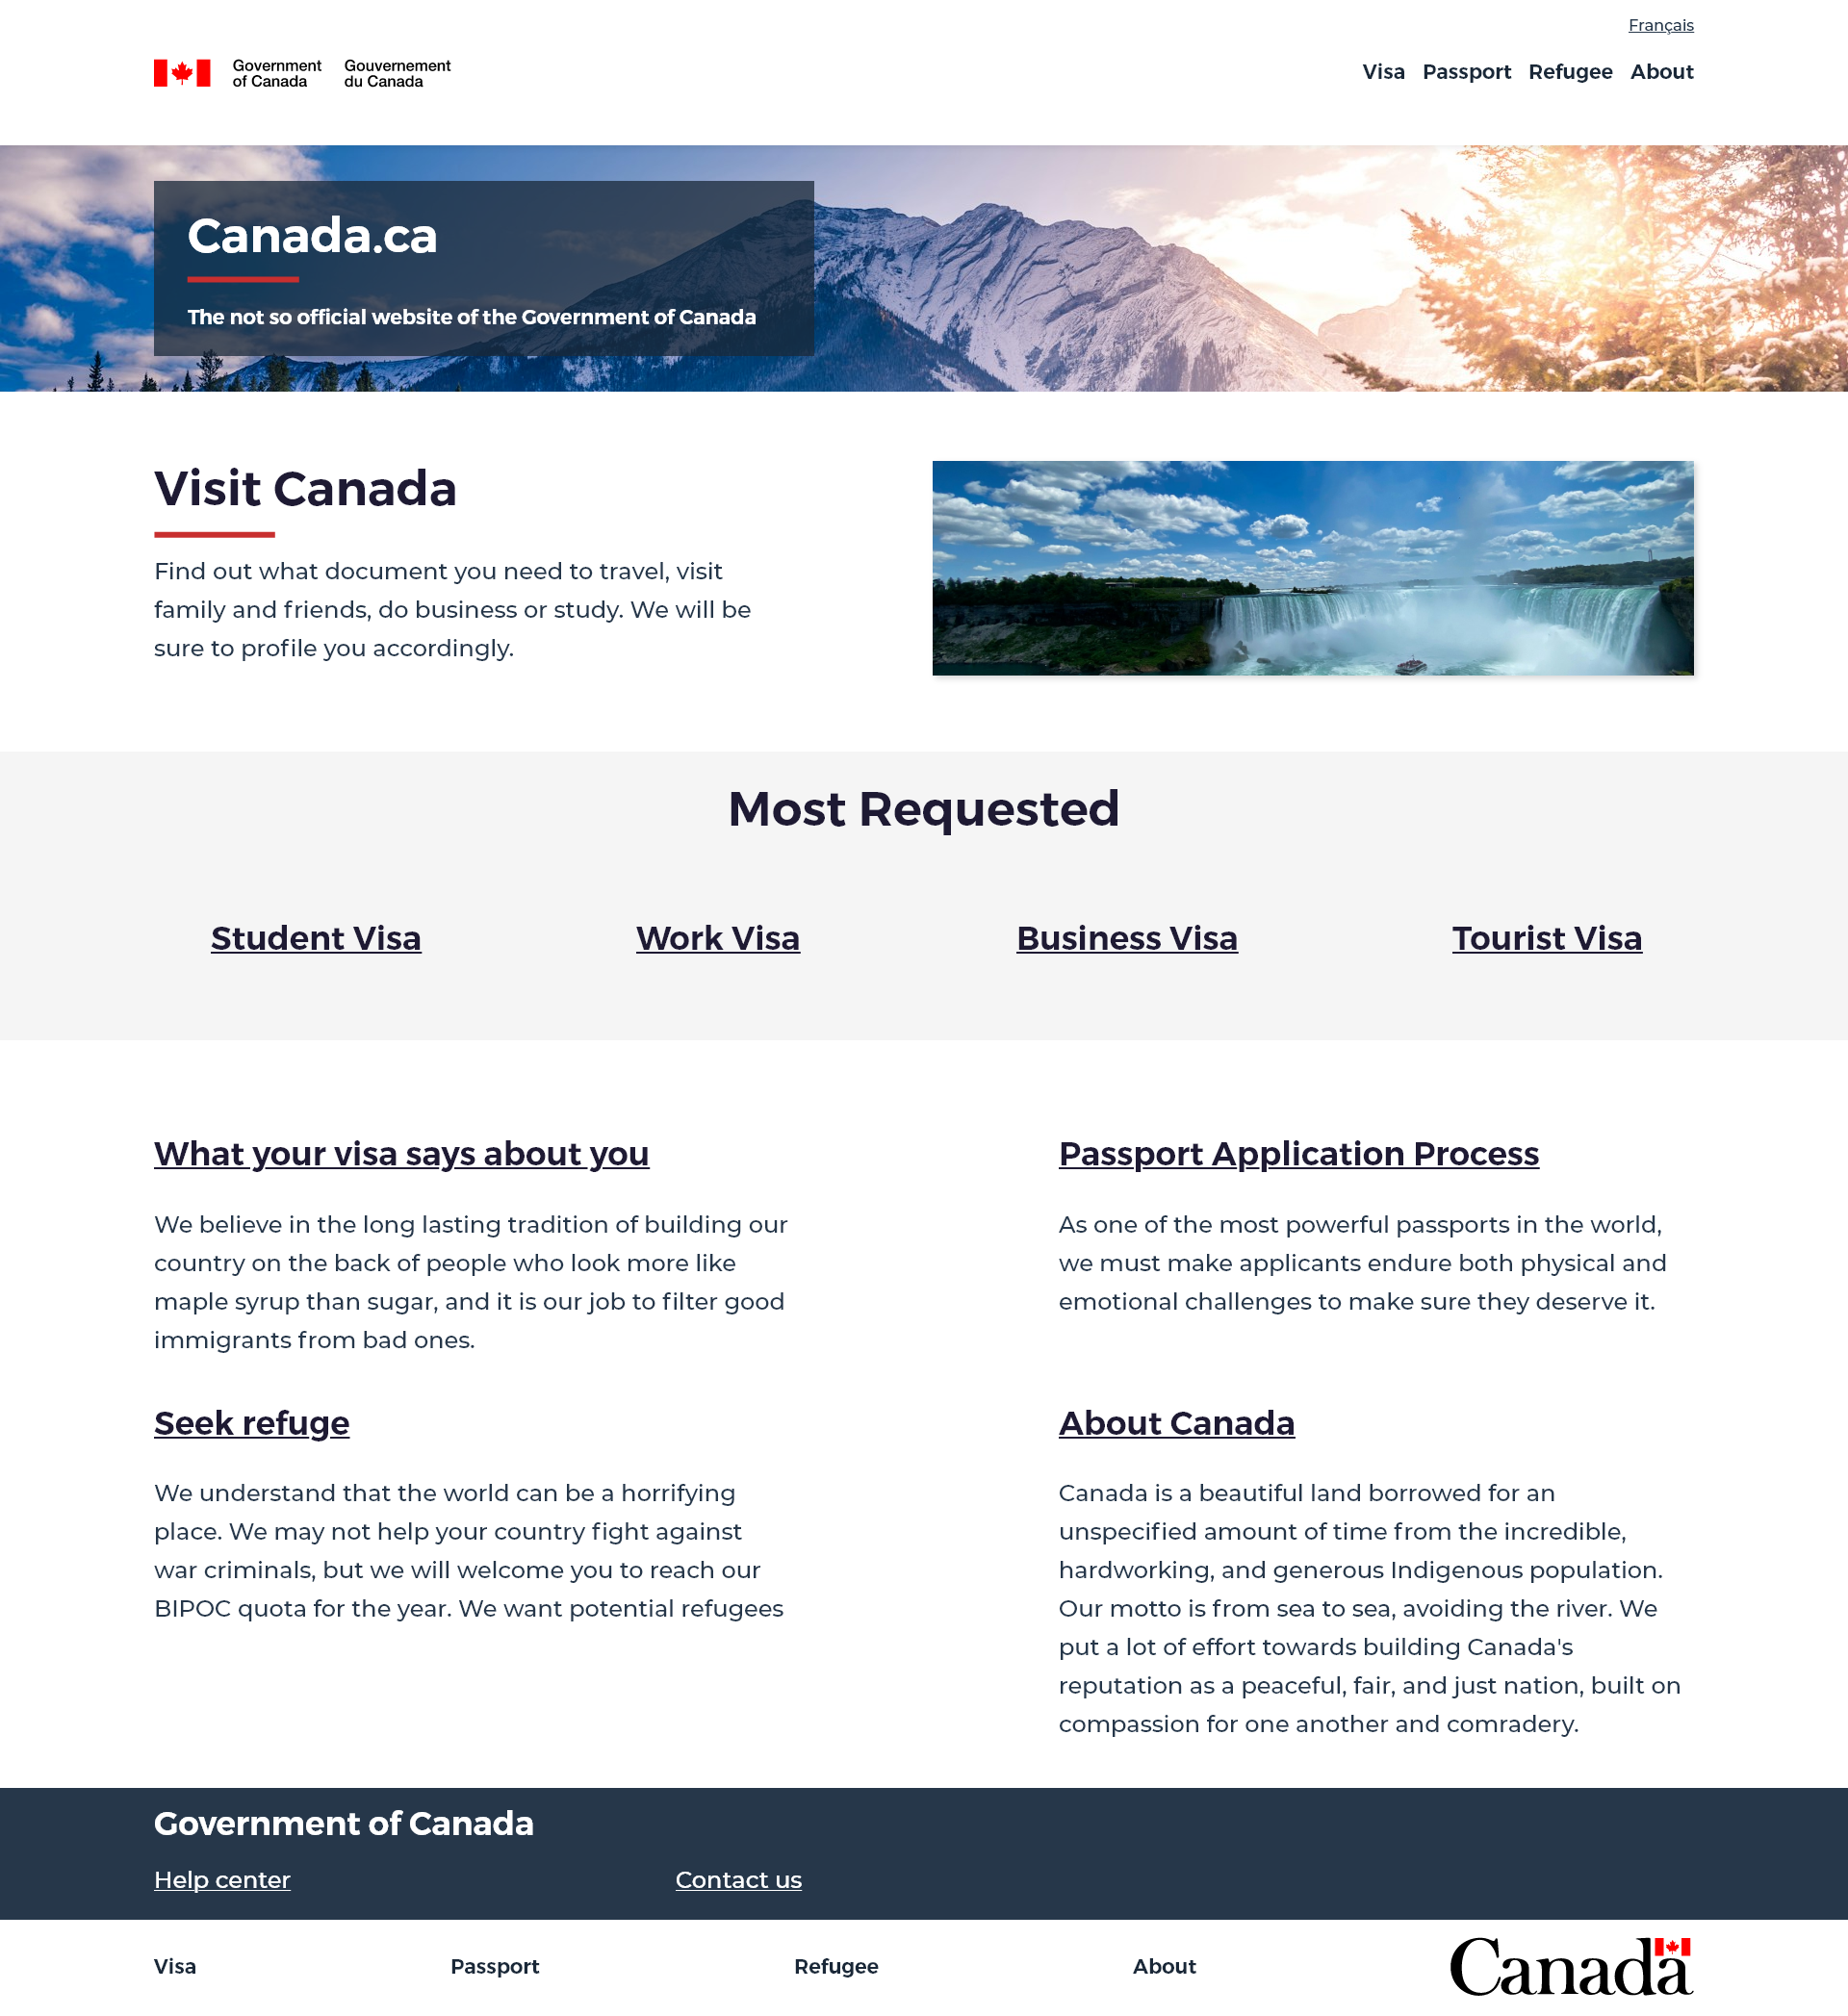 Français
Government of Canada
Gouvernement du Canada
Visa Passport Refugee About
Canada.ca
The not so official website of the Government of Canada
Visit Canada
Find out what document you need to travel, visit
family and friends, do business or study. We will be
sure to profile you accordingly.
Most Requested
Student Visa Work Visa Business Visa Tourist Visa
What your visa says about you
We believe in the long lasting tradition of building our
country on the back of people who look more like
maple syrup than sugar, and it is our job to filter good
immigrants from bad ones.
Passport Application Process
As one of the most powerful passports in the world,
we must make applicants endure both physical and
emotional challenges to make sure they deserve it.
Seek refuge
We understand that the world can be a horrifying
place. We may not help your country fight against
war criminals, but we will welcome you to reach our
BIPOC quota for the year. We want potential refugees
About Canada
Canada is a beautiful land borrowed for an
unspecified amount of time from the incredible,
hardworking, and generous Indigenous population.
Our motto is from sea to sea, avoiding the river. We
put a lot of effort towards building Canada's
reputation as a peaceful, fair, and just nation, built on
compassion for one another and comradery.
Government of Canada
Help center Contact us
Visa Passport Refugee About
Canada